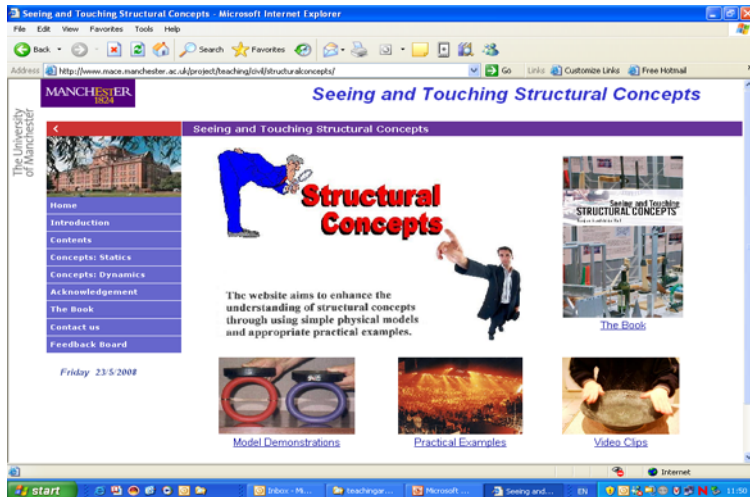 Seeing and Touching Structural Concepts - Microsoft Internet Explorer
File Edit View Favorites Tools Help
Back Search Favorites
Address http://www.mace.manchester.ac.uk/project/teaching/civil/structuralconcepts/ Go Links Customize Links Free Hotmail
MANCHESTER
1824
Seeing and Touching Structural Concepts
The University
of Manchester
<
Seeing and Touching Structural Concepts
Home
Introduction
Contents
Concepts: Statics
Concepts: Dynamics
Acknowledgement
The Book
Contact us
Feedback Board
Friday 23/5/2008
Structural
Concepts
The website aims to enhance the
understanding of structural concepts
through using simple physical models
and appropriate practical examples.
Seeing and Touching
STRUCTURAL CONCEPTS
The Book
Model Demonstrations
Practical Examples
Video Clips
Internet
start
Inbox - Mi...
teachingar...
Microsoft ...
Seeing and...
EN
11:50